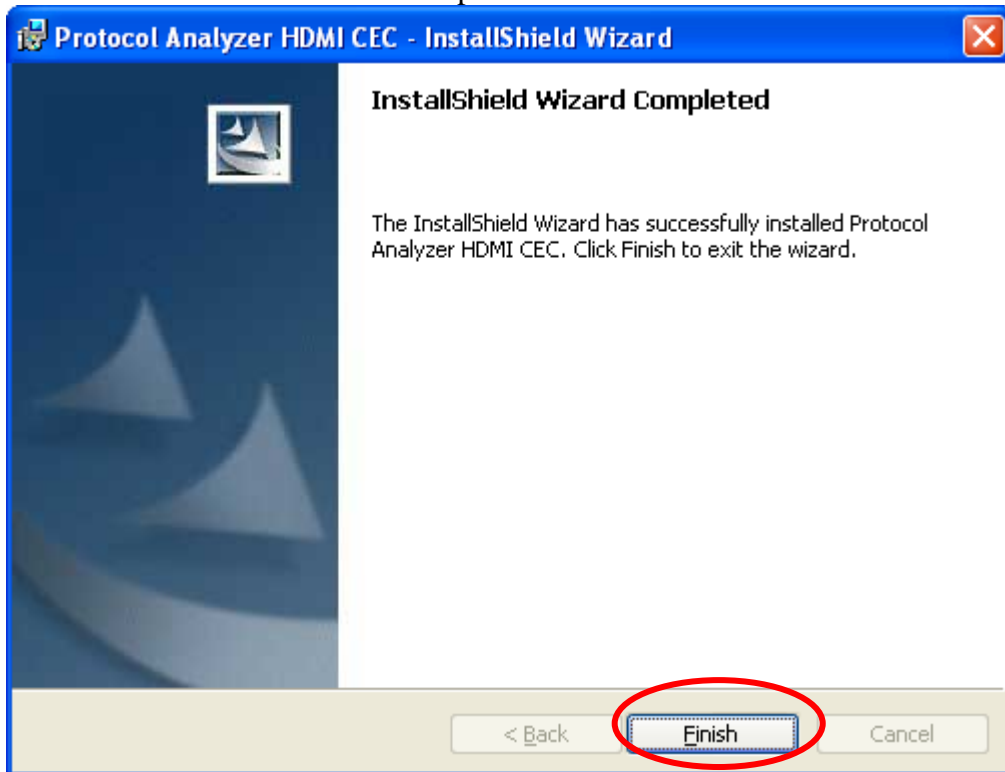 Protocol Analyzer HDMI CEC - InstallShield Wizard
InstallShield Wizard Completed
The InstallShield Wizard has successfully installed Protocol
Analyzer HDMI CEC. Click Finish to exit the wizard.
< Back Finish Cancel